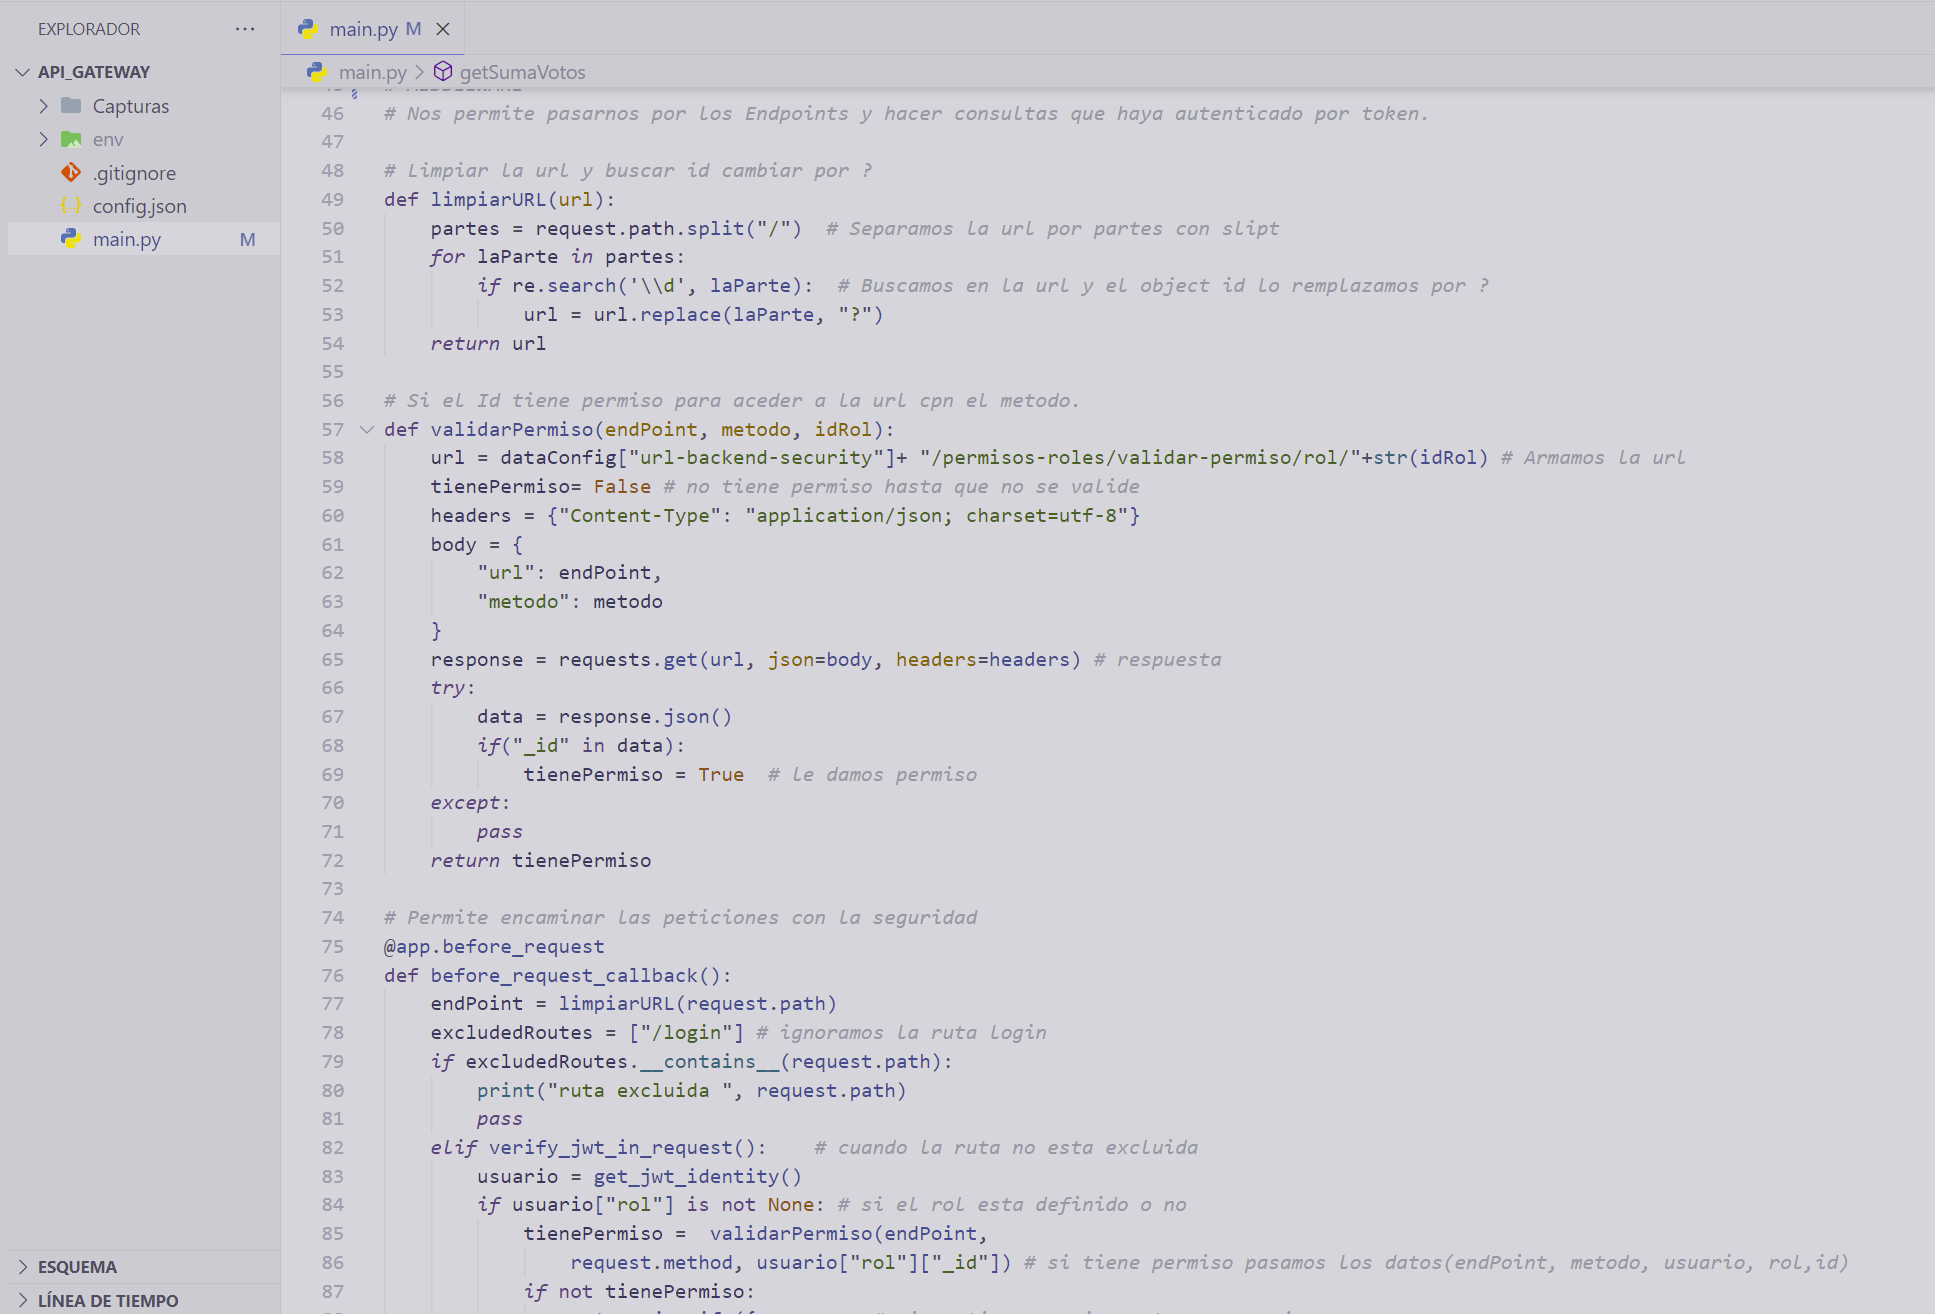 EXPLORADOR
API_GATEWAY
Capturas
env
.gitignore
config.json
main.py M
main.py M
main.py > getSumaVotos
46 # Nos permite pasarnos por los Endpoints y hacer consultas que haya autenticado por token.
47
48 # Limpiar la url y buscar id cambiar por ?
49 def limpiarURL(url):
50     partes = request.path.split("/")  # Separamos la url por partes con slipt
51     for laParte in partes:
52         if re.search('\\d', laParte):  # Buscamos en la url y el object id lo remplazamos por ?
53             url = url.replace(laParte, "?")
54     return url
55
56 # Si el Id tiene permiso para aceder a la url cpn el metodo.
57 def validarPermiso(endPoint, metodo, idRol):
58     url = dataConfig["url-backend-security"]+ "/permisos-roles/validar-permiso/rol/"+str(idRol) # Armamos la url
59     tienePermiso= False # no tiene permiso hasta que no se valide
60     headers = {"Content-Type": "application/json; charset=utf-8"}
61     body = {
62         "url": endPoint,
63         "metodo": metodo
64     }
65     response = requests.get(url, json=body, headers=headers) # respuesta
66     try:
67         data = response.json()
68         if("_id" in data):
69             tienePermiso = True  # le damos permiso
70     except:
71         pass
72     return tienePermiso
73
74 # Permite encaminar las peticiones con la seguridad
75 @app.before_request
76 def before_request_callback():
77     endPoint = limpiarURL(request.path)
78     excludedRoutes = ["/login"] # ignoramos la ruta login
79     if excludedRoutes.__contains__(request.path):
80         print("ruta excluida ", request.path)
81         pass
82     elif verify_jwt_in_request():    # cuando la ruta no esta excluida
83         usuario = get_jwt_identity()
84         if usuario["rol"] is not None: # si el rol esta definido o no
85             tienePermiso =  validarPermiso(endPoint,
86                 request.method, usuario["rol"]["_id"]) # si tiene permiso pasamos los datos(endPoint, metodo, usuario, rol,id)
87             if not tienePermiso:
ESQUEMA
LÍNEA DE TIEMPO